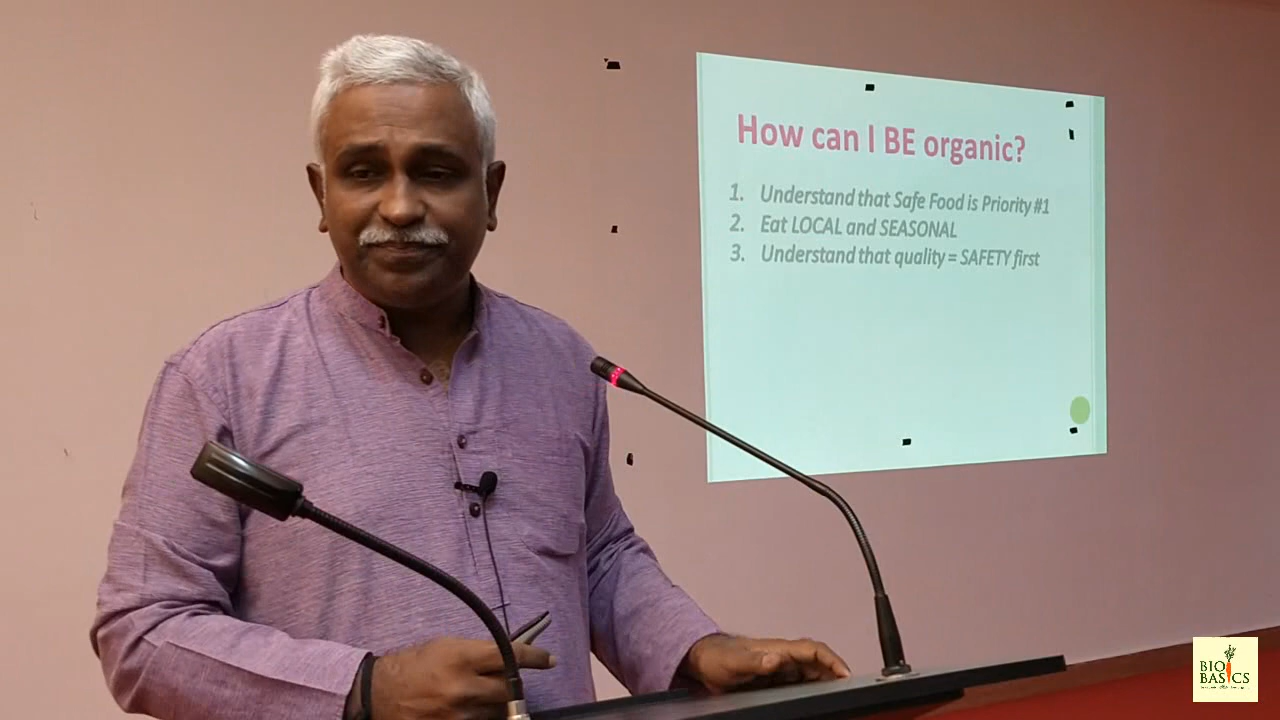 How can I BE organic?
1. Understand that Safe Food is Priority #1
2. Eat LOCAL and SEASONAL
3. Understand that quality = SAFETY first
BIO
BASICS